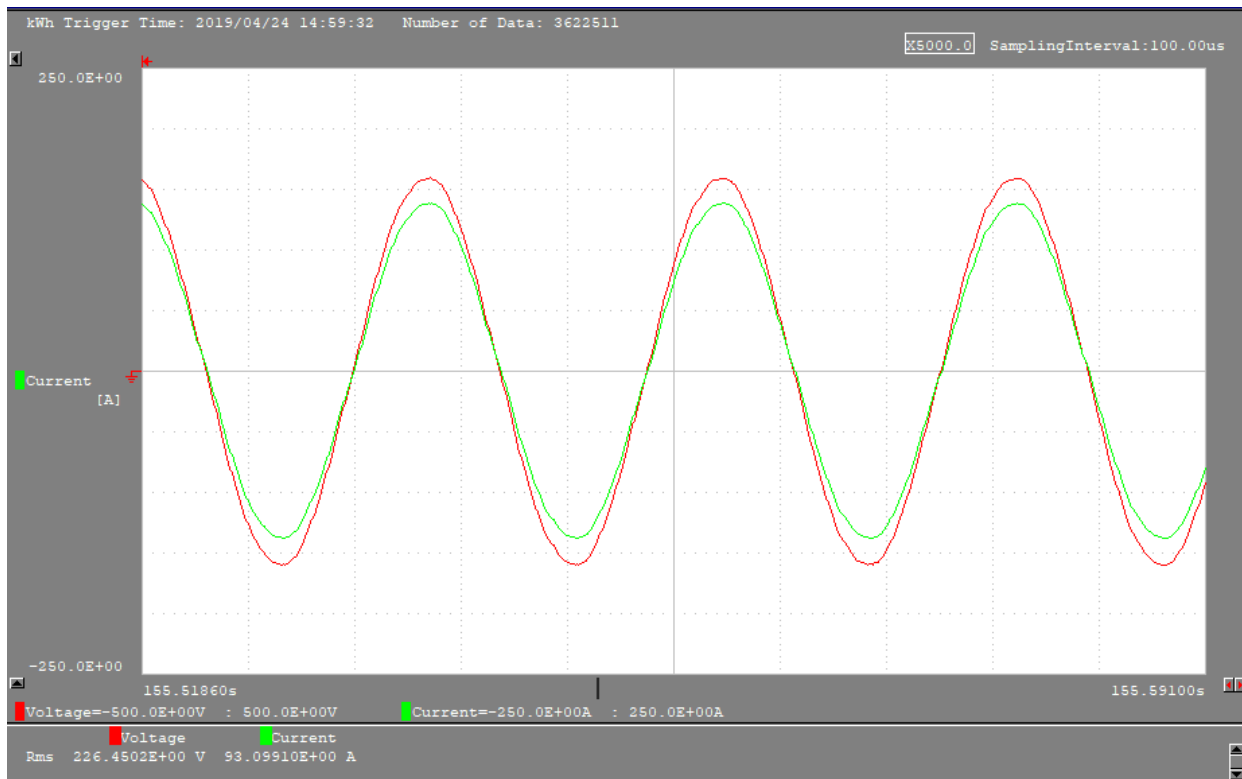 kWh Trigger Time: 2019/04/24 14:59:32 Number of Data: 3622511
X5000.0 SamplingInterval:100.00us
250.0E+00
Current
[A]
-250.0E+00
155.51860s 155.59100s
Voltage=-500.0E+00V : 500.0E+00V Current=-250.0E+00A : 250.0E+00A
Voltage Current
Rms 226.4502E+00 V 93.09910E+00 A